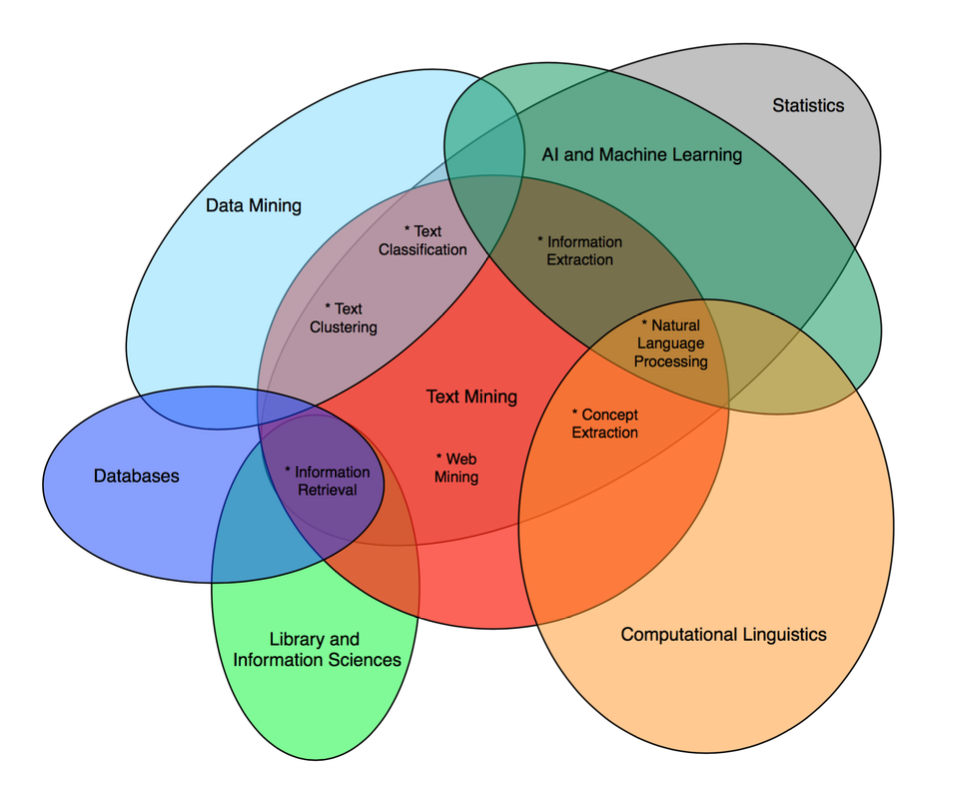 Statistics
AI and Machine Learning
Data Mining
* Text
Classification
* Information
Extraction
* Text
Clustering
* Natural
Language
Processing
Text Mining
* Concept
Extraction
* Web
Mining
Databases
* Information
Retrieval
Library and
Information Sciences
Computational Linguistics